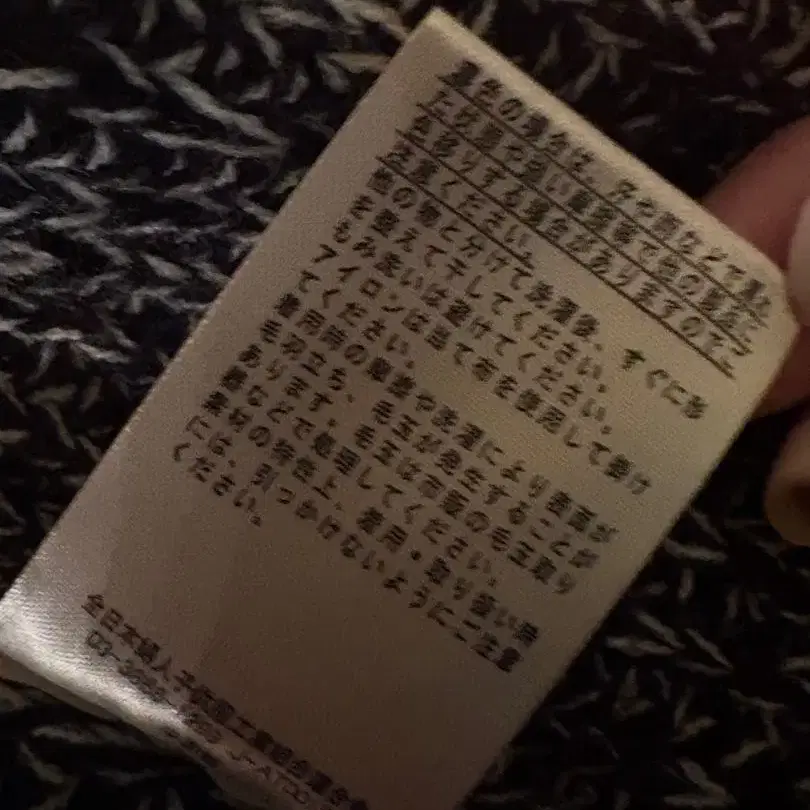 濃色の場合は、汗や雨などで濡れ
た状態や強い摩擦等で他の製品に
色移りする場合がありますのでご
注意ください。
他の物と分けて洗濯後、すぐに形
を整えて干してください。
もみ洗いは避けてください。
アイロンは当て布を使用して掛け
てください。
着用時の摩擦や洗濯により表面が
毛羽立ち、毛玉が発生することが
あります。毛玉は市販の毛玉取り
器などで処理してください。
素材の特性上、着用・取り扱い時
には、引っかけないようにご注意
ください。
全日本婦人子供服工業組合連合会
03-